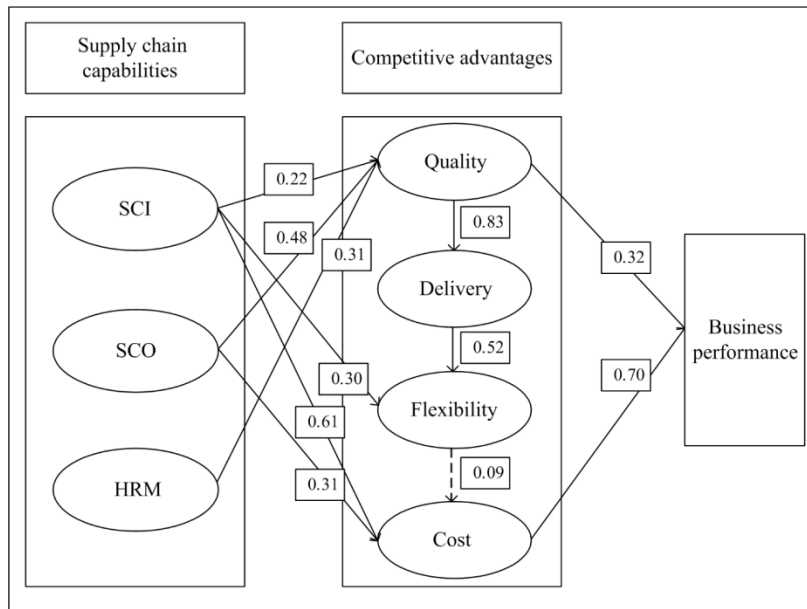 Supply chain
capabilities
Competitive advantages
SCI
SCO
HRM
0.22
0.48
0.31
0.30
0.61
0.31
Quality
0.83
Delivery
0.52
Flexibility
0.09
Cost
0.32
0.70
Business
performance